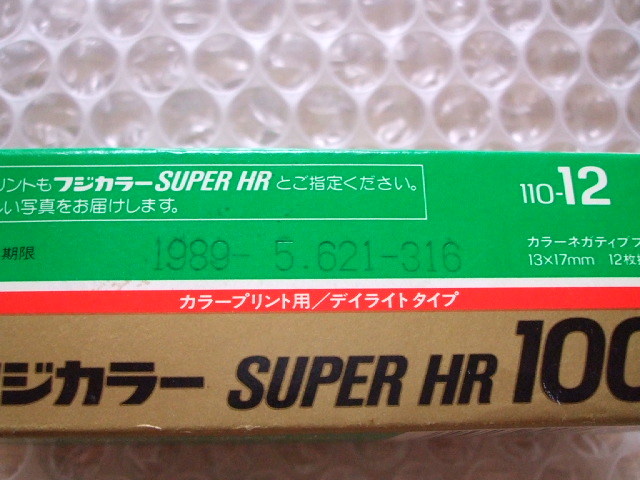 リントもフジカラーSUPER HRとご指定ください。
しい写真をお届けします。
110-12
期限 1989- 5.621-316
カラーネガティブフ
13×17mm 12枚
カラープリント用/デイライトタイプ
フジカラー SUPER HR 100